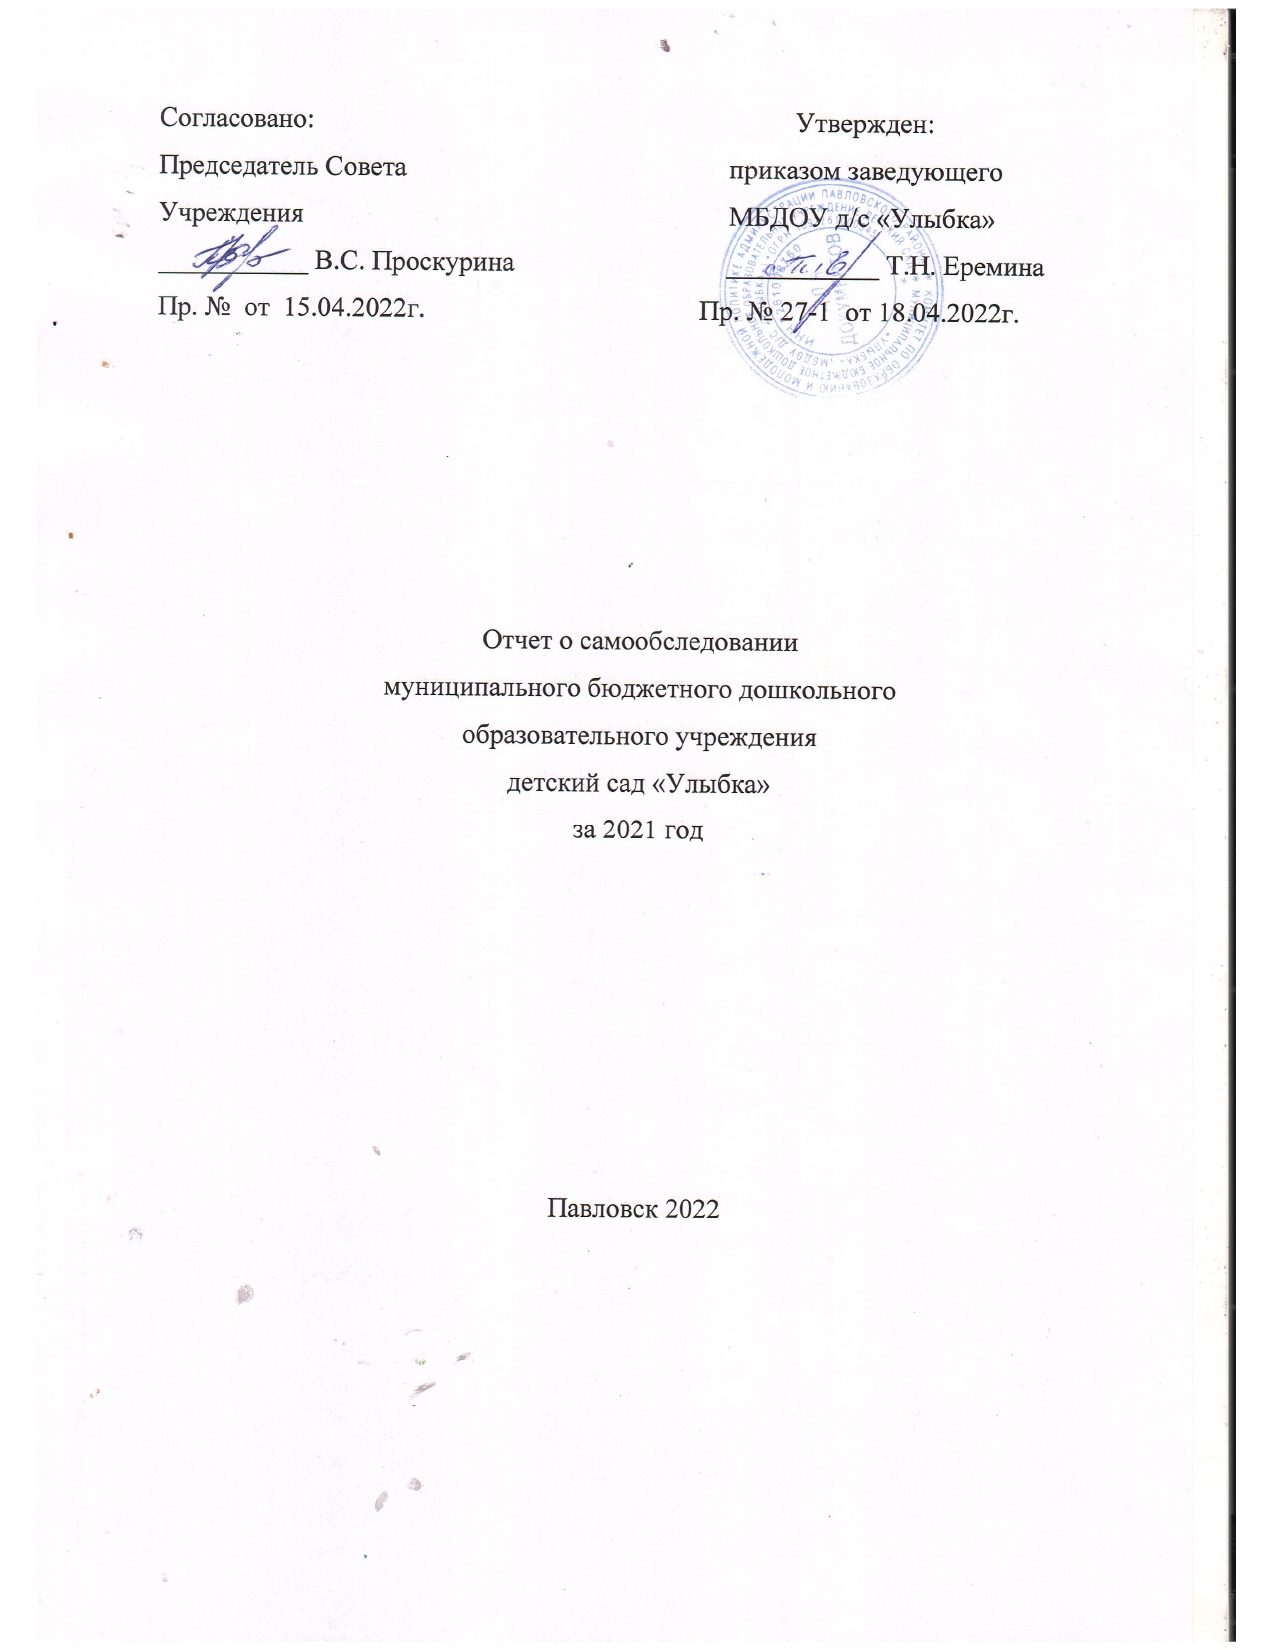 Согласовано:
Председатель Совета
Учреждения
____________ В.С. Проскурина
Пр. № от 15.04.2022г.
Утвержден:
приказом заведующего
МБДОУ д/с «Улыбка»
____________ Т.Н. Еремина
Пр. № 27-1 от 18.04.2022г.
Отчет о самообследовании
муниципального бюджетного дошкольного
образовательного учреждения
детский сад «Улыбка»
за 2021 год
Павловск 2022